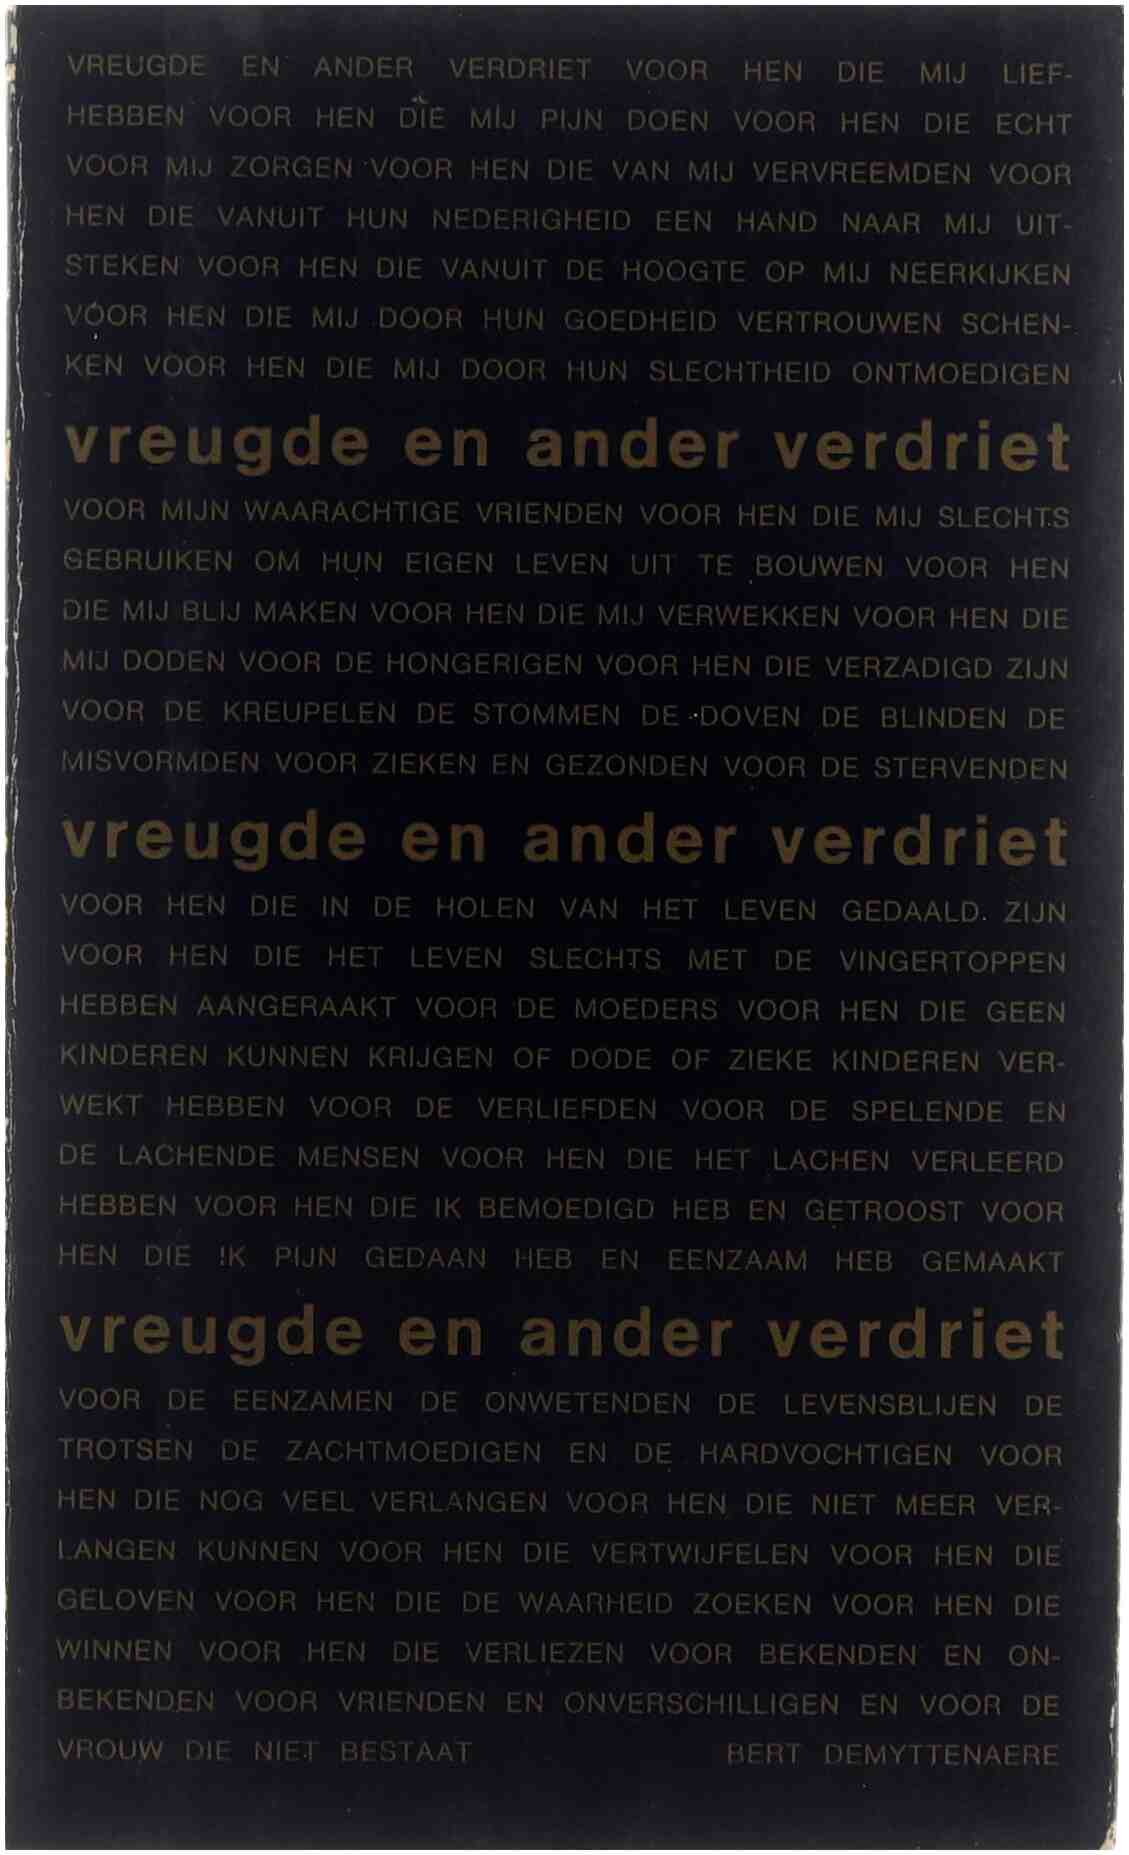 VREUGDE EN ANDER VERDRIET VOOR HEN DIE MIJ LIEF-
HEBBEN VOOR HEN DIE MIJ PIJN DOEN VOOR HEN DIE ECHT
VOOR MIJ ZORGEN VOOR HEN DIE VAN MIJ VERVREEMDEN VOOR
HEN DIE VANUIT HUN NEDERIGHEID EEN HAND NAAR MIJ UIT-
STEKEN VOOR HEN DIE VANUIT DE HOOGTE OP MIJ NEERKIJKEN
VOOR HEN DIE MIJ DOOR HUN GOEDHEID VERTROUWEN SCHEN-
KEN VOOR HEN DIE MIJ DOOR HUN SLECHTHEID ONTMOEDIGEN
vreugde en ander verdriet
VOOR MIJN WAARACHTIGE VRIENDEN VOOR HEN DIE MIJ SLECHTS
GEBRUIKEN OM HUN EIGEN LEVEN UIT TE BOUWEN VOOR HEN
DIE MIJ BLIJ MAKEN VOOR HEN DIE MIJ VERWEKKEN VOOR HEN DIE
MIJ DODEN VOOR DE HONGERIGEN VOOR HEN DIE VERZADIGD ZIJN
VOOR DE KREUPELEN DE STOMMEN DE DOVEN DE BLINDEN DE
MISVORMDEN VOOR ZIEKEN EN GEZONDEN VOOR DE STERVENDEN
vreugde en ander verdriet
VOOR HEN DIE IN DE HOLEN VAN HET LEVEN GEDAALD ZIJN
VOOR HEN DIE HET LEVEN SLECHTS MET DE VINGERTOPPEN
HEBBEN AANGERAAKT VOOR DE MOEDERS VOOR HEN DIE GEEN
KINDEREN KUNNEN KRIJGEN OF DODE OF ZIEKE KINDEREN VER-
WEKT HEBBEN VOOR DE VERLIEFDEN VOOR DE SPELENDE EN
DE LACHENDE MENSEN VOOR HEN DIE HET LACHEN VERLEERD
HEBBEN VOOR HEN DIE IK BEMOEDIGD HEB EN GETROOST VOOR
HEN DIE IK PIJN GEDAAN HEB EN EENZAAM HEB GEMAAKT
vreugde en ander verdriet
VOOR DE EENZAMEN DE ONWETENDEN DE LEVENSBLIJEN DE
TROTSEN DE ZACHTMOEDIGEN EN DE HARDVOCHTIGEN VOOR
HEN DIE NOG VEEL VERLANGEN VOOR HEN DIE NIET MEER VER-
LANGEN KUNNEN VOOR HEN DIE VERTWIJFELEN VOOR HEN DIE
GELOVEN VOOR HEN DIE DE WAARHEID ZOEKEN VOOR HEN DIE
WINNEN VOOR HEN DIE VERLIEZEN VOOR BEKENDEN EN ON-
BEKENDEN VOOR VRIENDEN EN ONVERSCHILLIGEN EN VOOR DE
VROUW DIE NIET BESTAAT BERT DEMYTTENAERE